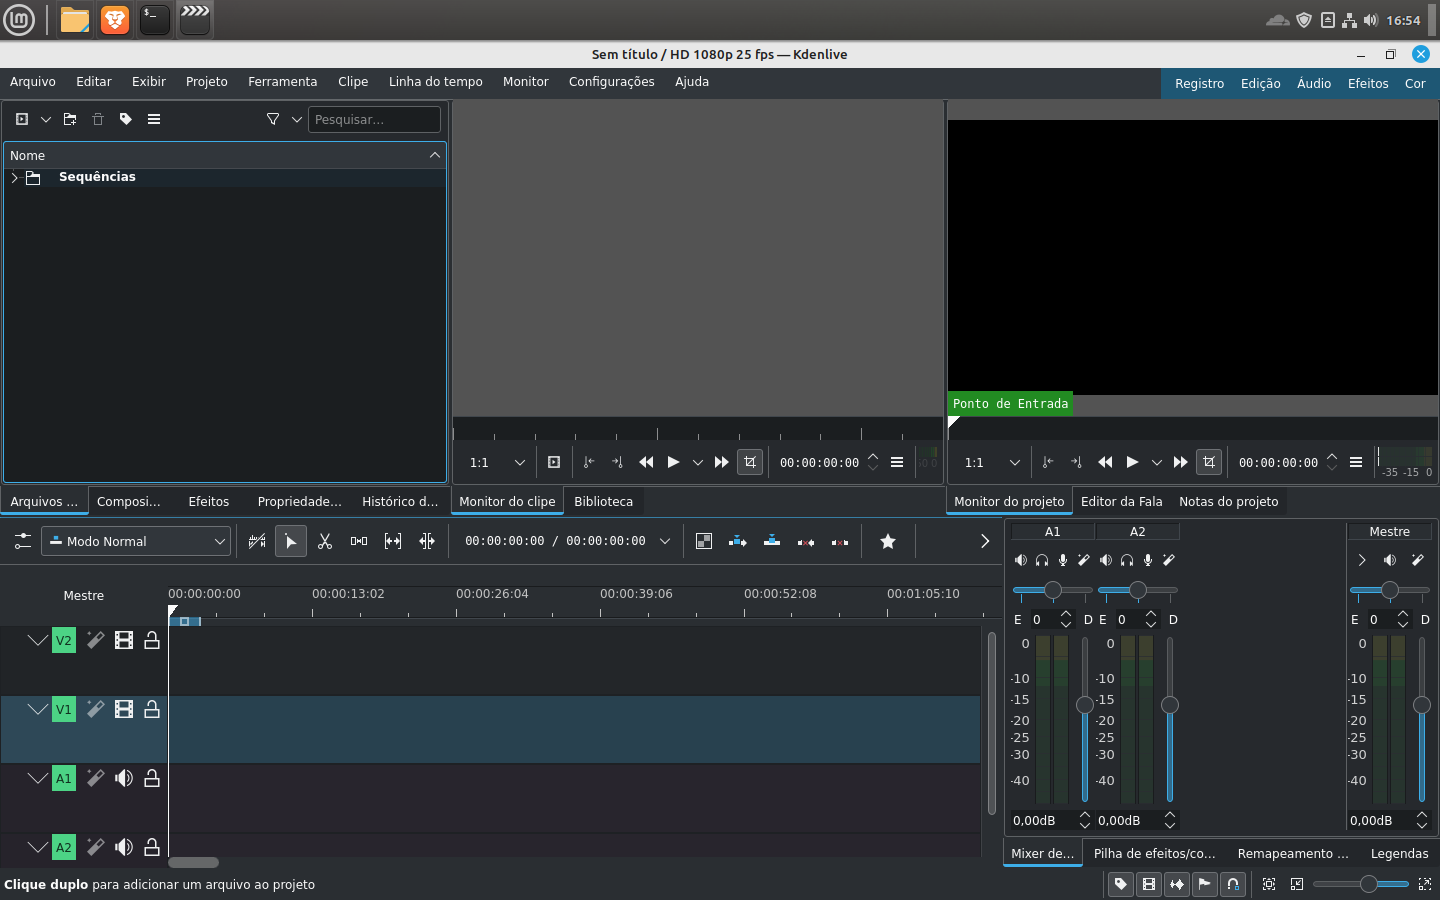 16:54
Sem título / HD 1080p 25 fps — Kdenlive
Arquivo Editar Exibir Projeto Ferramenta Clipe Linha do tempo Monitor Configurações Ajuda
Registro Edição Áudio Efeitos Cor
Pesquisar...
Nome
Sequências
Ponto de Entrada
1:1 00:00:00:00
1:1 00:00:00:00 -35 -15 0
Arquivos ... Composi... Efeitos Propriedade... Histórico d...
Monitor do clipe Biblioteca
Monitor do projeto Editor da Fala Notas do projeto
Modo Normal 00:00:00:00 / 00:00:00:00
Mestre
00:00:00:00 00:00:13:02 00:00:26:04 00:00:39:06 00:00:52:08 00:01:05:10
V2
V1
A1
A2
A1 A2 Mestre
E 0 D E 0 D E 0 D
0 0 0
-10 -10 -10
-15 -15 -15
-20 -20 -20
-25 -25 -25
-30 -30 -30
-40 -40 -40
0,00dB 0,00dB 0,00dB
Mixer de... Pilha de efeitos/co... Remapeamento ... Legendas
Clique duplo para adicionar um arquivo ao projeto